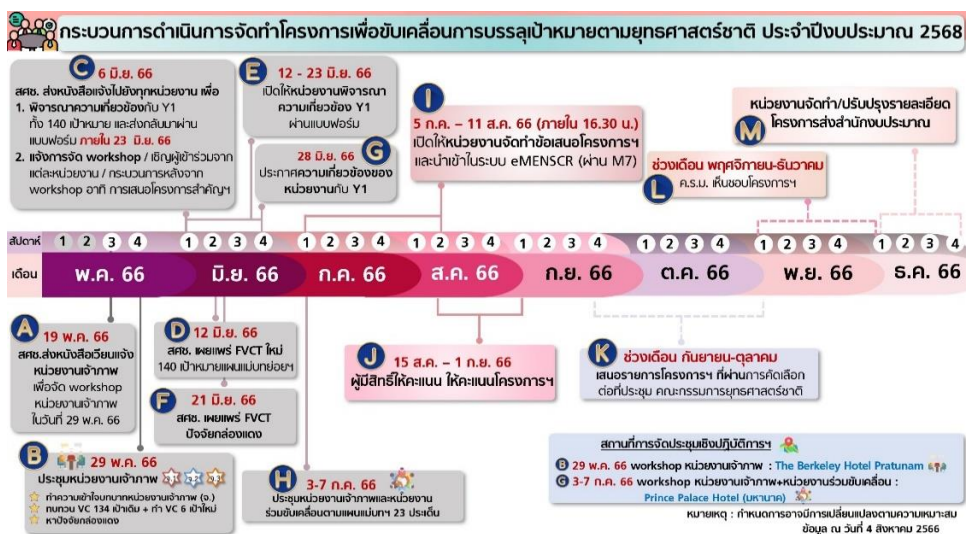 กระบวนการดำเนินการจัดทำโครงการเพื่อขับเคลื่อนการบรรลุเป้าหมายตามยุทธศาสตร์ชาติ ประจำปีงบประมาณ 2568
C 6 มิ.ย. 66
สศช. ส่งหนังสือแจ้งไปยังทุกหน่วยงาน เพื่อ
1. พิจารณาความเกี่ยวข้องกับ Y1
ทั้ง 140 เป้าหมาย และส่งกลับมาผ่าน
แบบฟอร์ม ภายใน 23 มิ.ย. 66
2. แจ้งการจัด workshop / เชิญผู้เข้าร่วมจาก
แต่ละหน่วยงาน / กระบวนการหลังจาก
workshop อาทิ การเสนอโครงการสำคัญฯ
E 12 - 23 มิ.ย. 66
เปิดให้หน่วยงานพิจารณา
ความเกี่ยวข้อง Y1
ผ่านแบบฟอร์ม
28 มิ.ย. 66 G
ประกาศความเกี่ยวข้องของ
หน่วยงานกับ Y1
I
5 ก.ค. – 11 ส.ค. 66 (ภายใน 16.30 น.)
เปิดให้หน่วยงานจัดทำข้อเสนอโครงการฯ
และนำเข้าในระบบ eMENSCR (ผ่าน M7)
หน่วยงานจัดทำ/ปรับปรุงรายละเอียด
M โครงการส่งสำนักงบประมาณ
ช่วงเดือน พฤศจิกายน-ธันวาคม
L ค.ร.ม. เห็นชอบโครงการฯ
สัปดาห์ 1 2 3 4 1 2 3 4 1 2 3 4 1 2 3 4 1 2 3 4 1 2 3 4 1 2 3 4 1 2 3 4
เดือน พ.ค. 66 มิ.ย. 66 ก.ค. 66 ส.ค. 66 ก.ย. 66 ต.ค. 66 พ.ย. 66 ธ.ค. 66
A 19 พ.ค. 66
สศช.ส่งหนังสือเวียนแจ้ง
หน่วยงานเจ้าภาพ
เพื่อจัด workshop
หน่วยงานเจ้าภาพ
ในวันที่ 29 พ.ค. 66
D 12 มิ.ย. 66
สศช. เผยแพร่ FVCT ใหม่
140 เป้าหมายแผนแม่บทย่อยฯ
F 21 มิ.ย. 66
สศช. เผยแพร่ FVCT
ปัจจัยกล่องแดง
B 29 พ.ค. 66
ประชุมหน่วยงานเจ้าภาพ
ทำความเข้าใจบทบาทหน่วยงานเจ้าภาพ (จ.)
ทบทวน VC 134 เป้าเดิม + ทำ VC 6 เป้าใหม่
หาปัจจัยกล่องแดง
H 3-7 ก.ค. 66
ประชุมหน่วยงานเจ้าภาพและหน่วยงาน
ร่วมขับเคลื่อนตามแผนแม่บทฯ 23 ประเด็น
J 15 ส.ค. – 1 ก.ย. 66
ผู้มีสิทธิ์ให้คะแนน ให้คะแนนโครงการฯ
K ช่วงเดือน กันยายน-ตุลาคม
เสนอรายการโครงการฯ ที่ผ่านการคัดเลือก
ต่อที่ประชุม คณะกรรมการยุทธศาสตร์ชาติ
สถานที่การจัดประชุมเชิงปฏิบัติการฯ
B 29 พ.ค. 66 workshop หน่วยงานเจ้าภาพ : The Berkeley Hotel Pratunam
G 3-7 ก.ค. 66 workshop หน่วยงานเจ้าภาพ+หน่วยงานร่วมขับเคลื่อน :
Prince Palace Hotel (มหานาค)
หมายเหตุ : กำหนดการอาจมีการเปลี่ยนแปลงตามความเหมาะสม
ข้อมูล ณ วันที่ 4 สิงหาคม 2566